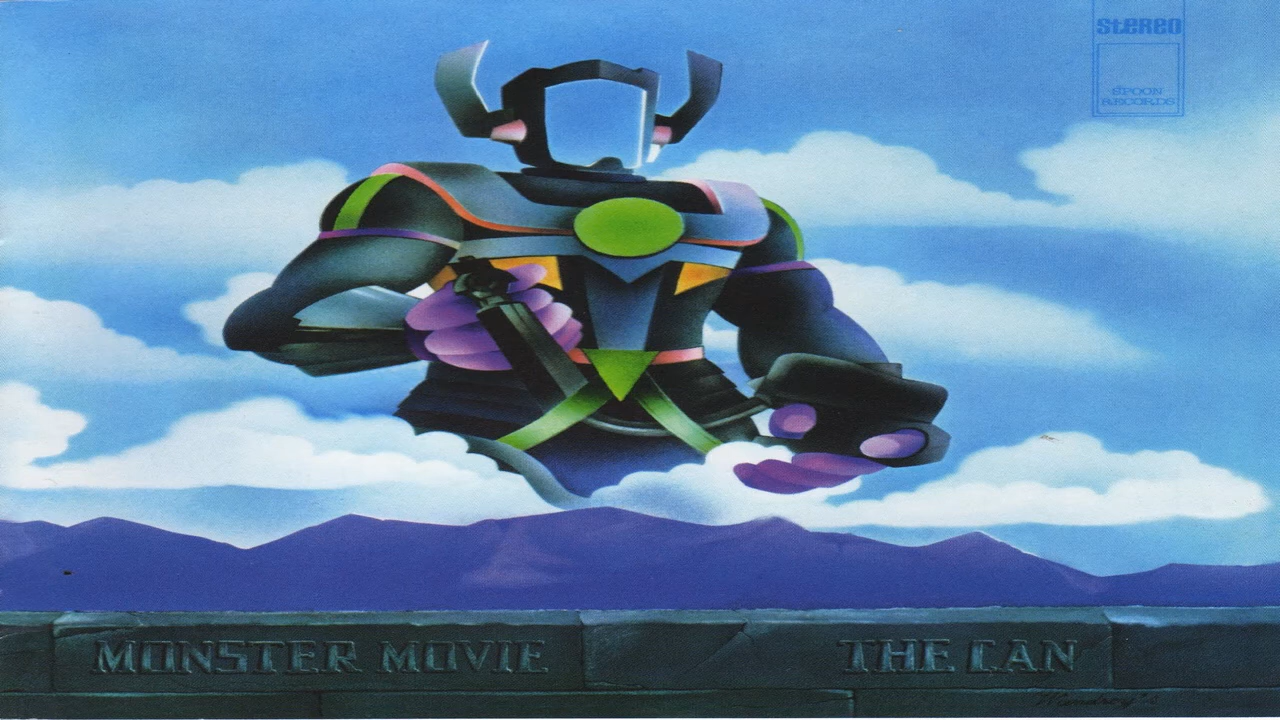 STEREO
SPOON
RECORDS
MONSTER MOVIE
THE CAN